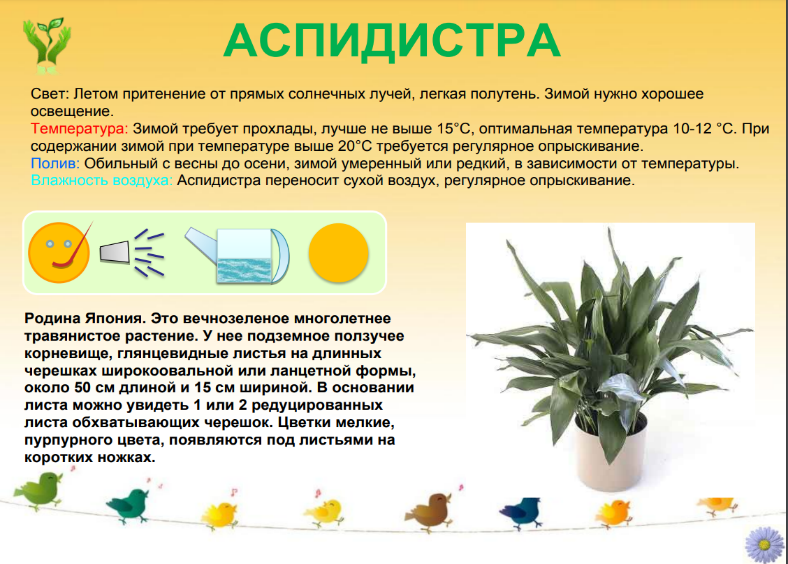 АСПИДИСТРА
Свет: Летом притенение от прямых солнечных лучей, легкая полутень. Зимой нужно хорошее
освещение.
Температура: Зимой требует прохлады, лучше не выше 15°C, оптимальная температура 10-12 °C. При
содержании зимой при температуре выше 20°C требуется регулярное опрыскивание.
Полив: Обильный с весны до осени, зимой умеренный или редкий, в зависимости от температуры.
Влажность воздуха: Аспидистра переносит сухой воздух, регулярное опрыскивание.
Родина Япония. Это вечнозеленое многолетнее
травянистое растение. У нее подземное ползучее
корневище, глянцевидные листья на длинных
черешках широкоовальной или ланцетной формы,
около 50 см длиной и 15 см шириной. В основании
листа можно увидеть 1 или 2 редуцированных
листа обхватывающих черешок. Цветки мелкие,
пурпурного цвета, появляются под листьями на
коротких ножках.